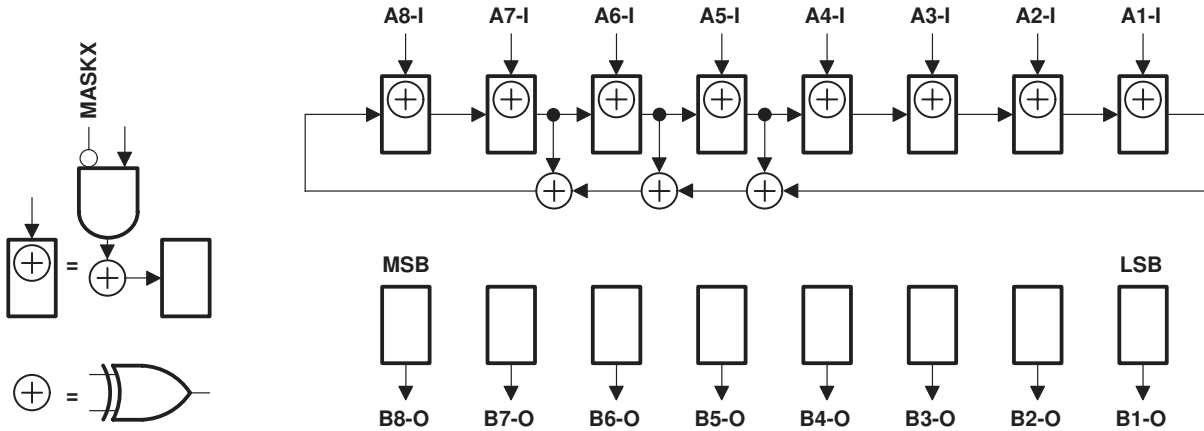 A8-I A7-I A6-I A5-I A4-I A3-I A2-I A1-I
MASKX
=
MSB LSB
=
B8-O B7-O B6-O B5-O B4-O B3-O B2-O B1-O